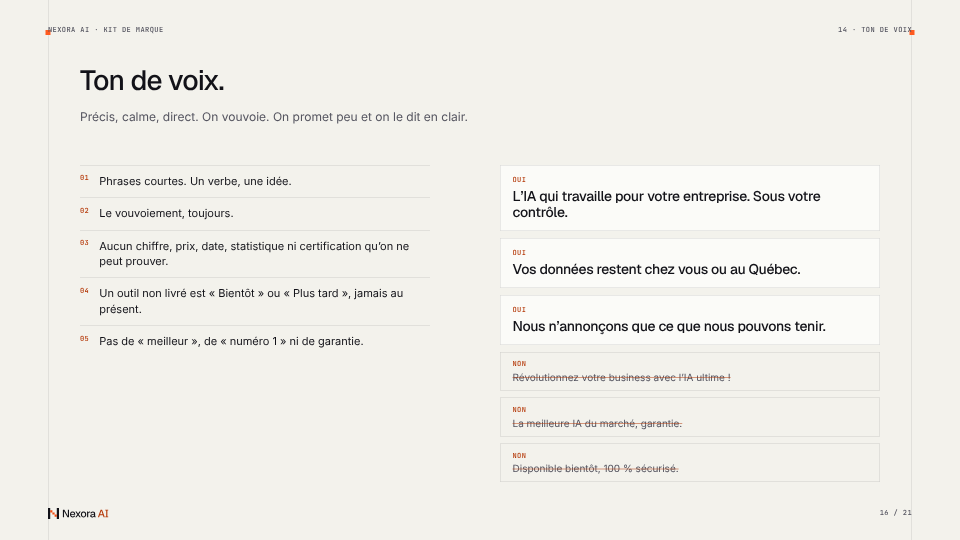 NEXORA AI · KIT DE MARQUE
14 · TON DE VOIX
Ton de voix.
Précis, calme, direct. On vouvoie. On promet peu et on le dit en clair.
01 Phrases courtes. Un verbe, une idée.
02 Le vouvoiement, toujours.
03 Aucun chiffre, prix, date, statistique ni certification qu’on ne
peut prouver.
04 Un outil non livré est « Bientôt » ou « Plus tard », jamais au
présent.
05 Pas de « meilleur », de « numéro 1 » ni de garantie.
OUI
L’IA qui travaille pour votre entreprise. Sous votre
contrôle.
OUI
Vos données restent chez vous ou au Québec.
OUI
Nous n’annonçons que ce que nous pouvons tenir.
NON
Révolutionnez votre business avec l’IA ultime !
NON
La meilleure IA du marché, garantie.
NON
Disponible bientôt, 100 % sécurisé.
Nexora AI
16 / 21